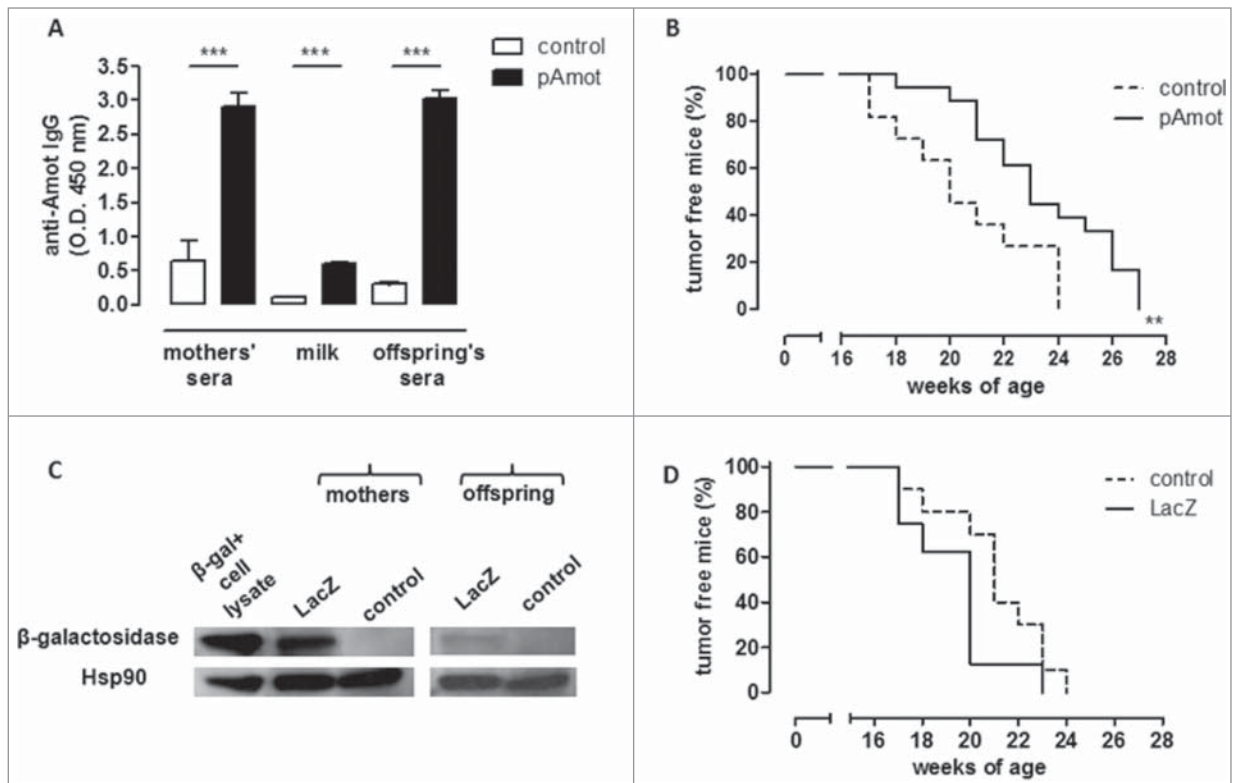 A
*** *** ***
control
pAmot
anti-Amot IgG
(O.D. 450 nm)
3.5
3.0
2.5
2.0
1.5
1.0
0.5
0.0
mothers' milk offspring's
sera sera
B
tumor free mice (%)
100
80
60
40
20
0
control
pAmot
**
0 16 18 20 22 24 26 28
weeks of age
C
mothers offspring
β-gal+
cell
lysate
LacZ
control
LacZ
control
β-galactosidase
Hsp90
D
tumor free mice (%)
100
80
60
40
20
0
control
LacZ
0 16 18 20 22 24 26 28
weeks of age